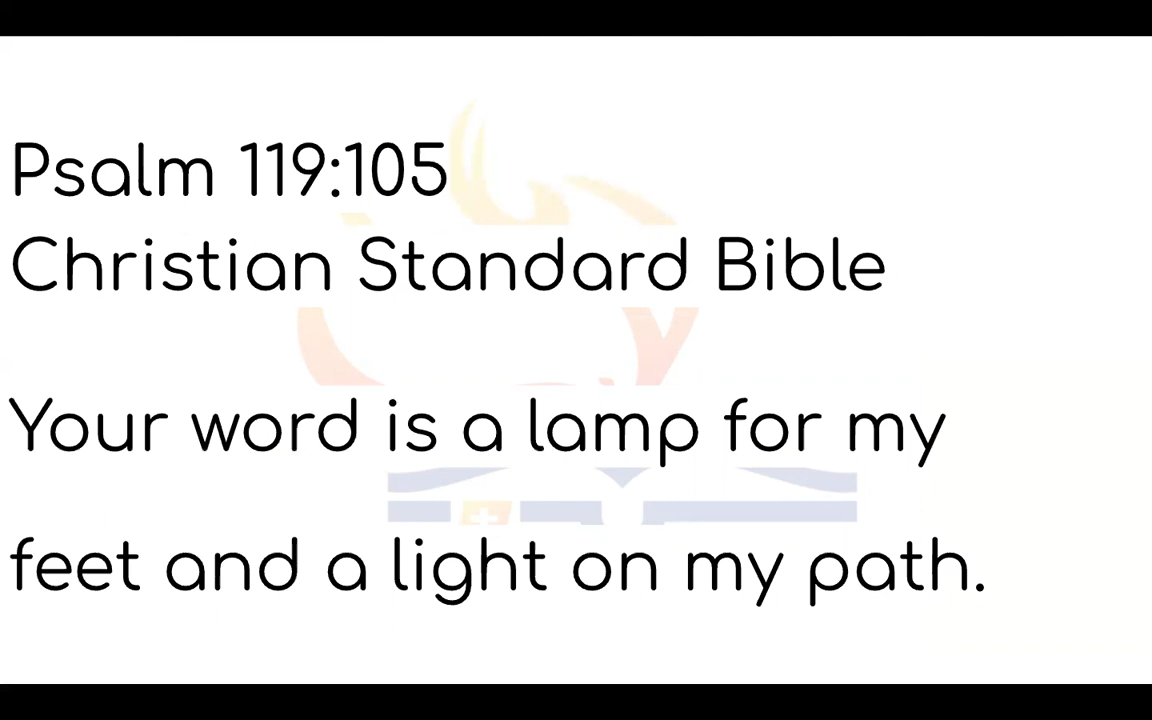 Psalm 119:105
Christian Standard Bible
Your word is a lamp for my
feet and a light on my path.